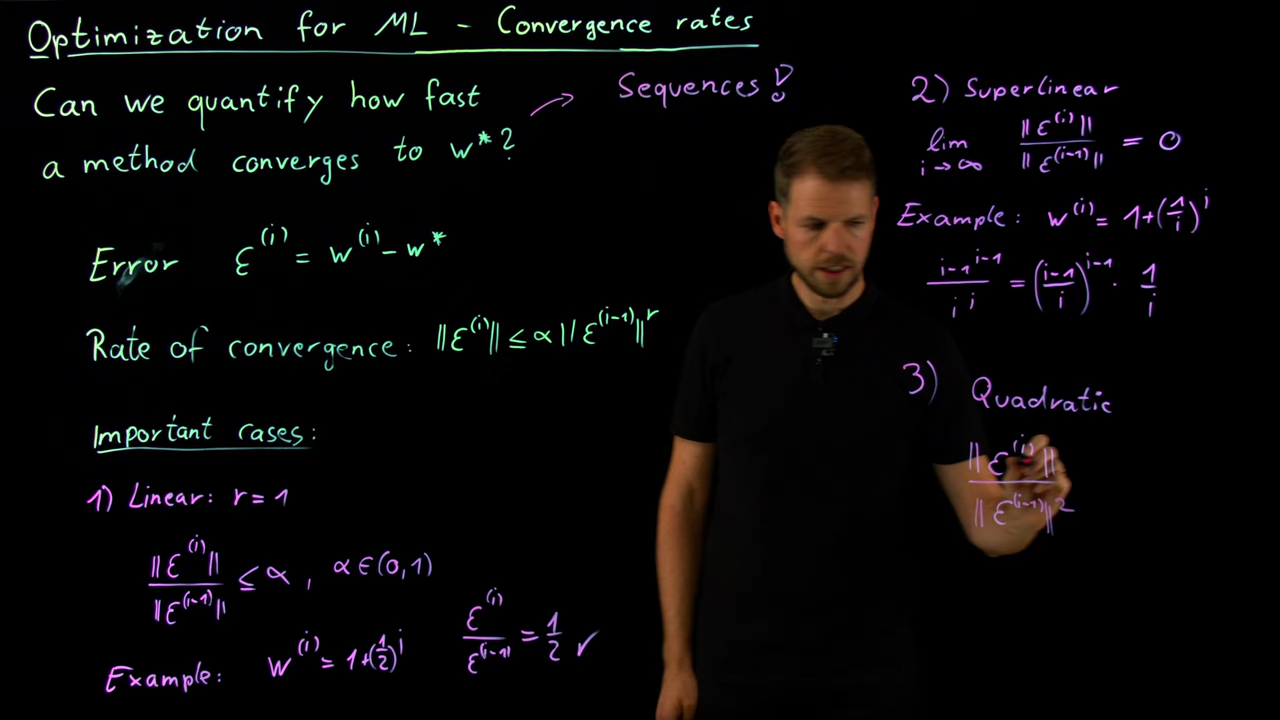 Optimization for ML - Convergence rates
Can we quantify how fast
a method converges to w*?
Sequences!
Error ε^(i) = w^(i) - w*
Rate of convergence: ||ε^(i)|| ≤ α ||ε^(i-1)||^r
Important cases:
1) Linear: r = 1
||ε^(i)|| / ||ε^(i-1)|| ≤ α, α ∈ (0,1)
Example: w^(i) = 1+(1/2)^i ε^(i) / ε^(i-1) = 1/2 ✓
2) Superlinear
lim i→∞ ||ε^(i)|| / ||ε^(i-1)|| = 0
Example: w^(i) = 1+(1/i)^i
i-1^i-1 / i^i = (i-1/i)^i-1 · 1/i
3) Quadratic
||ε^(i)|| / ||ε^(i-1)||^2